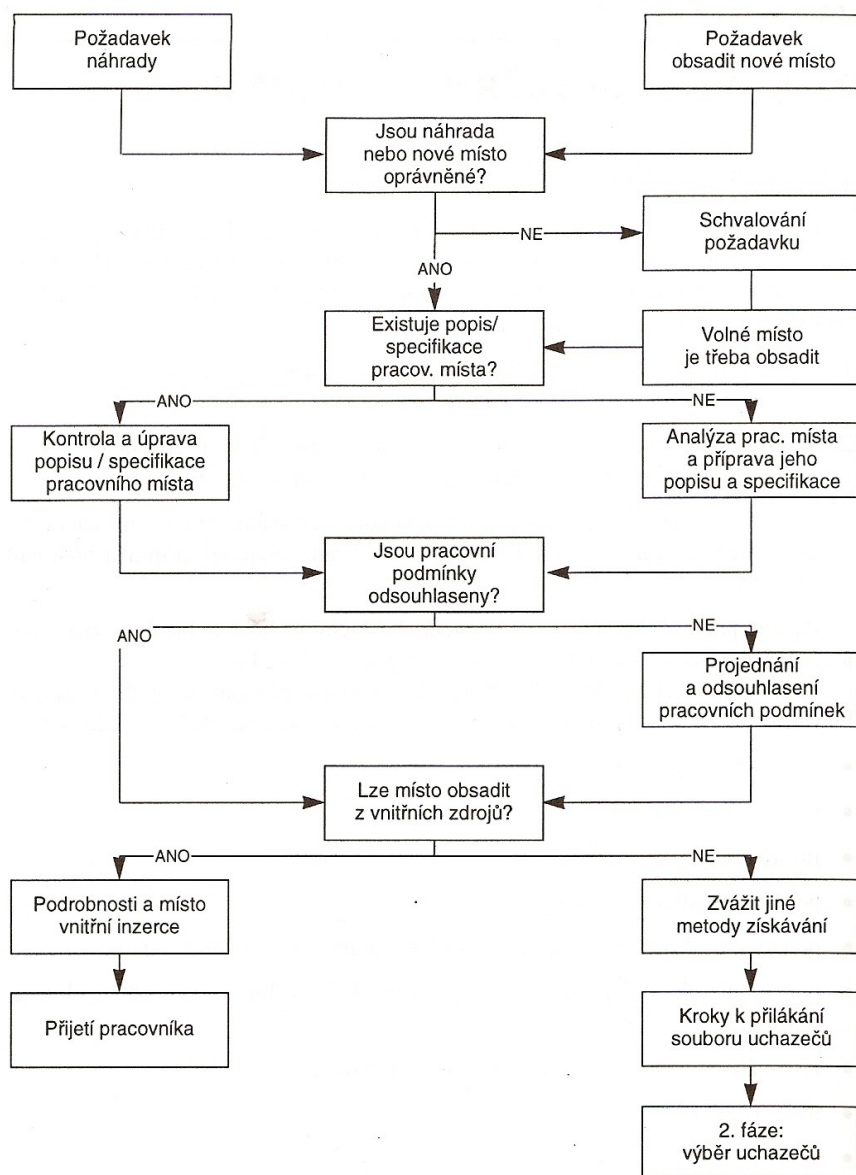 Požadavek
náhrady
Požadavek
obsadit nové místo
Jsou náhrada
nebo nové místo
oprávněné?
NE
Schvalování
požadavku
ANO
Existuje popis/
specifikace
pracov. místa?
Volné místo
je třeba obsadit
ANO
NE
Kontrola a úprava
popisu / specifikace
pracovního místa
Analýza prac. místa
a příprava jeho
popisu a specifikace
Jsou pracovní
podmínky
odsouhlaseny?
ANO
NE
Projednání
a odsouhlasení
pracovních podmínek
Lze místo obsadit
z vnitřních zdrojů?
ANO
NE
Podrobnosti a místo
vnitřní inzerce
Zvážit jiné
metody získávání
Přijetí pracovníka
Kroky k přilákání
souboru uchazečů
2. fáze:
výběr uchazečů